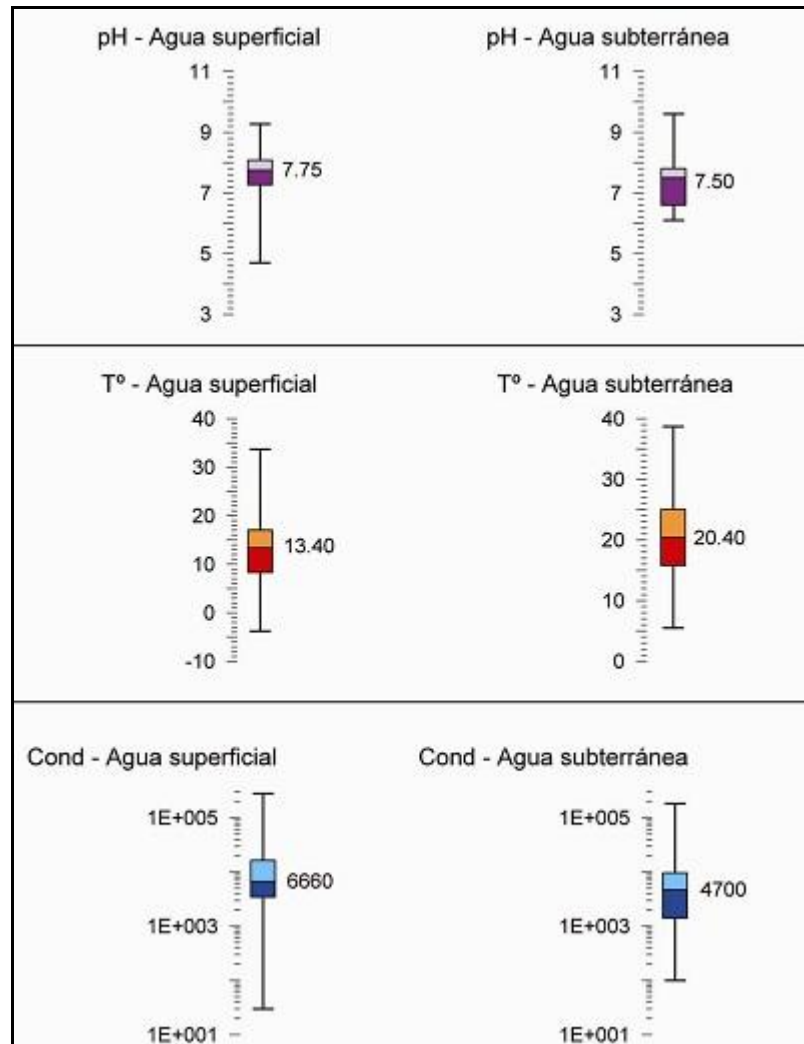 pH - Agua superficial
11
9
7
5
3
7.75
pH - Agua subterránea
11
9
7
5
3
7.50
Tº - Agua superficial
40
30
20
10
0
-10
13.40
Tº - Agua subterránea
40
30
20
10
0
20.40
Cond - Agua superficial
1E+005
1E+003
1E+001
6660
Cond - Agua subterránea
1E+005
1E+003
1E+001
4700